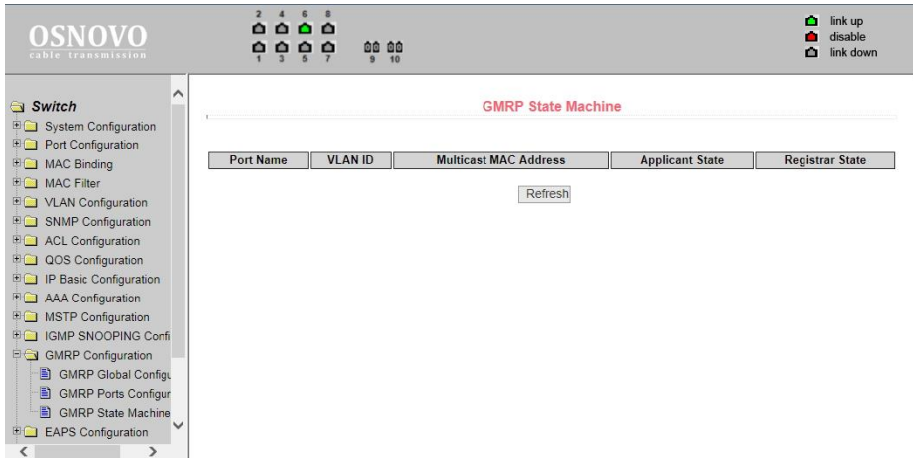 2 4 6 8
OSNOVO
cable transmission
1 3 5 7 9 10
link up
disable
link down
Switch
System Configuration
Port Configuration
MAC Binding
MAC Filter
VLAN Configuration
SNMP Configuration
ACL Configuration
QOS Configuration
IP Basic Configuration
AAA Configuration
MSTP Configuration
IGMP SNOOPING Confi
GMRP Configuration
GMRP Global Configu
GMRP Ports Configur
GMRP State Machine
EAPS Configuration
GMRP State Machine
Port Name VLAN ID Multicast MAC Address Applicant State Registrar State
Refresh